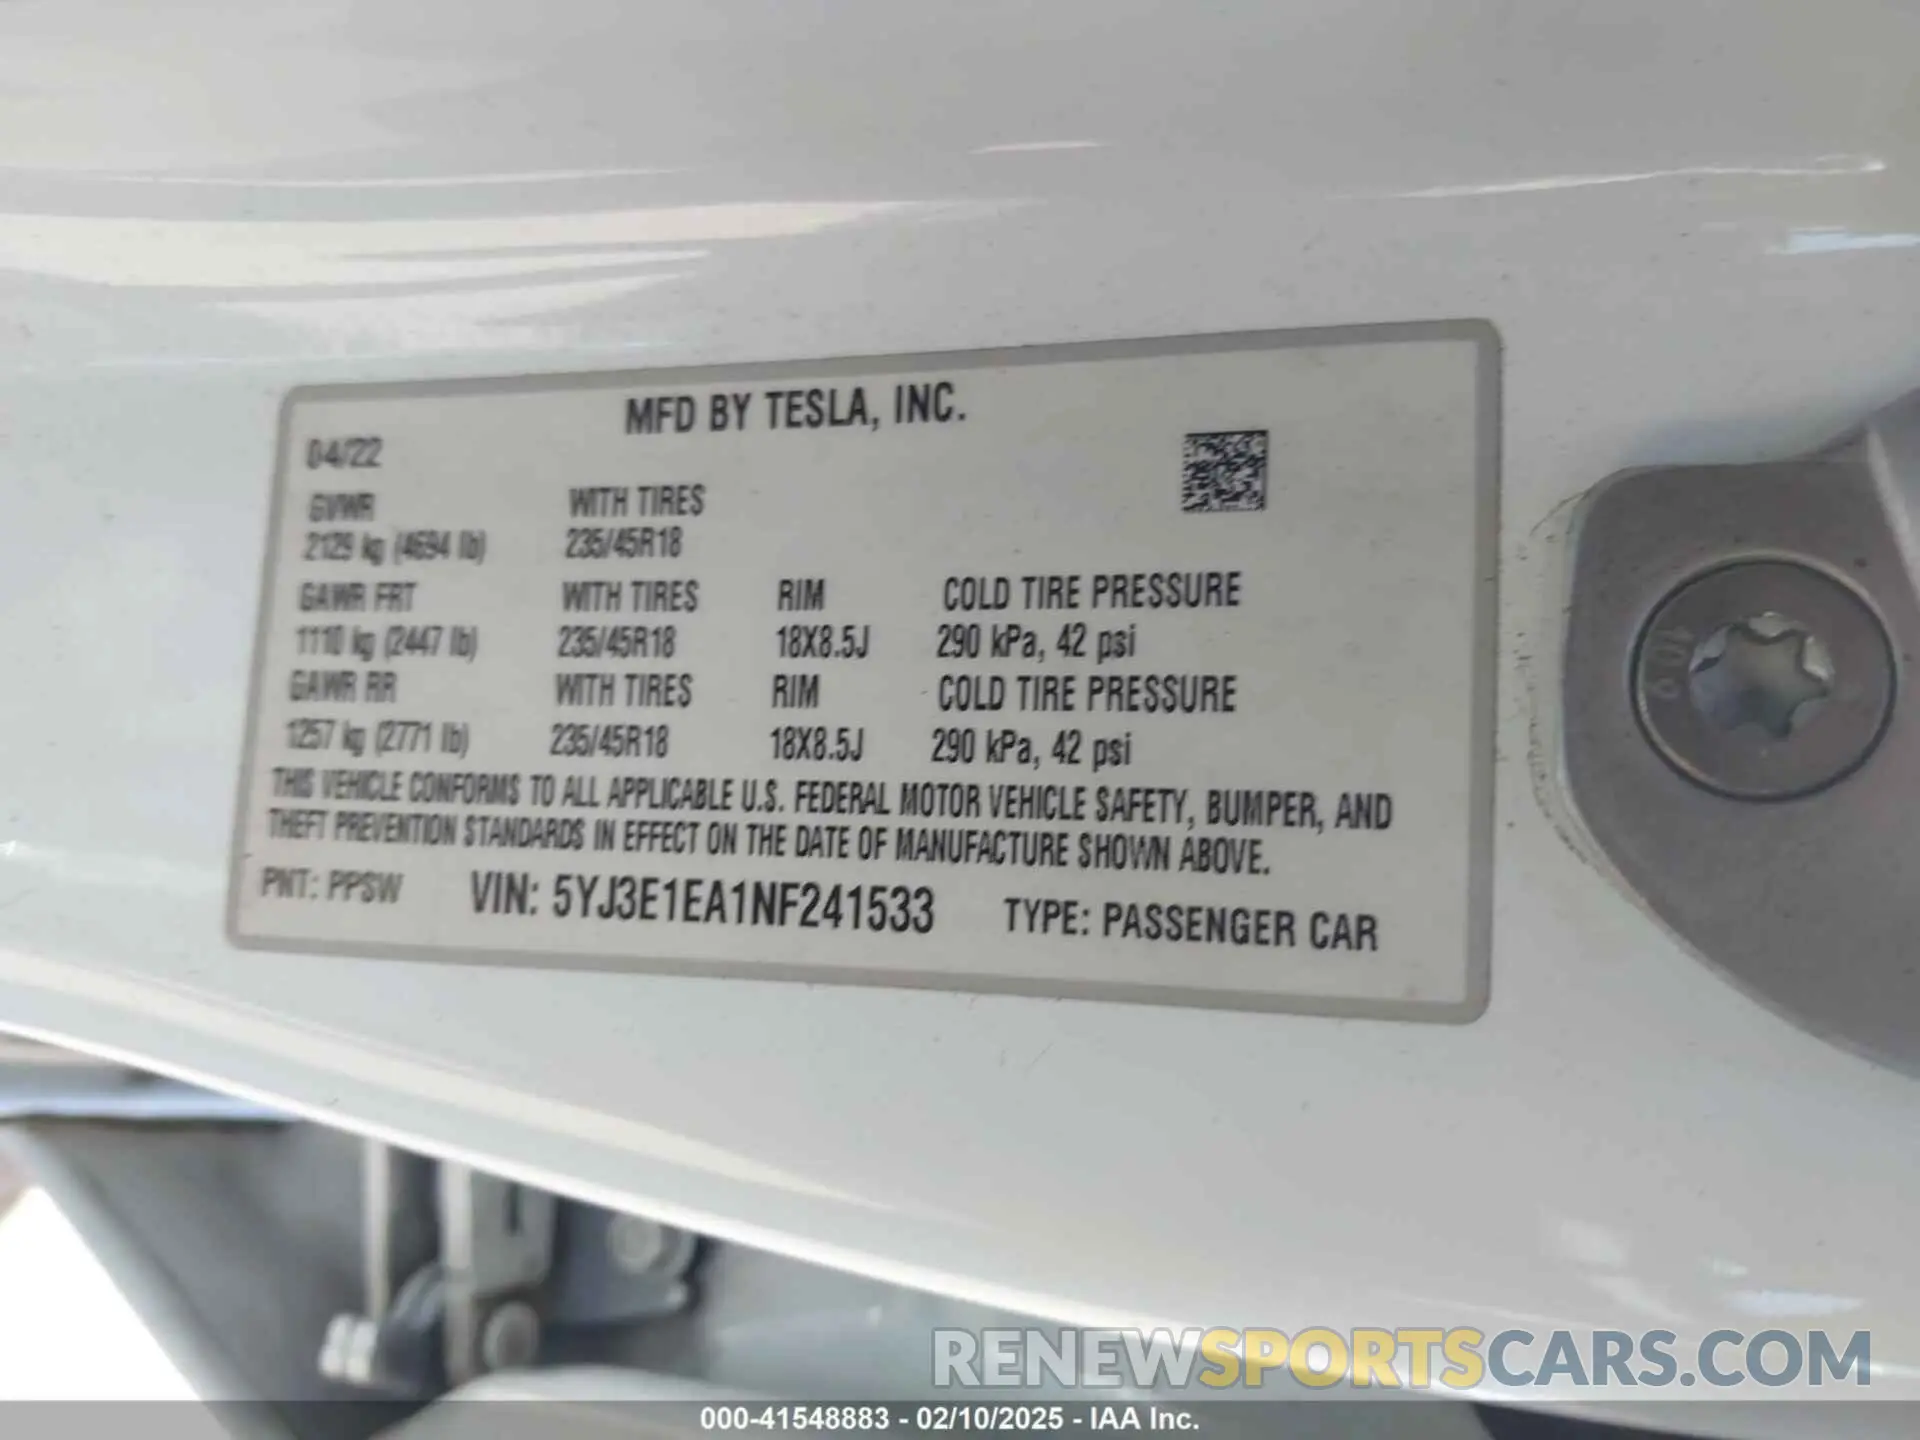 MFD BY TESLA, INC.
04/22
GVWR WITH TIRES
2129 kg (4694 lb) 235/45R18
GAWR FRT WITH TIRES RIM COLD TIRE PRESSURE
1110 kg (2447 lb) 235/45R18 18X8.5J 290 kPa, 42 psi
GAWR RR WITH TIRES RIM COLD TIRE PRESSURE
1257 kg (2771 lb) 235/45R18 18X8.5J 290 kPa, 42 psi
THIS VEHICLE CONFORMS TO ALL APPLICABLE U.S. FEDERAL MOTOR VEHICLE SAFETY, BUMPER, AND
THEFT PREVENTION STANDARDS IN EFFECT ON THE DATE OF MANUFACTURE SHOWN ABOVE.
PNT: PPSW VIN: 5YJ3E1EA1NF241533 TYPE: PASSENGER CAR
10.9
RENEWSPORTSCARS.COM
000-41548883 - 02/10/2025 - IAA Inc.